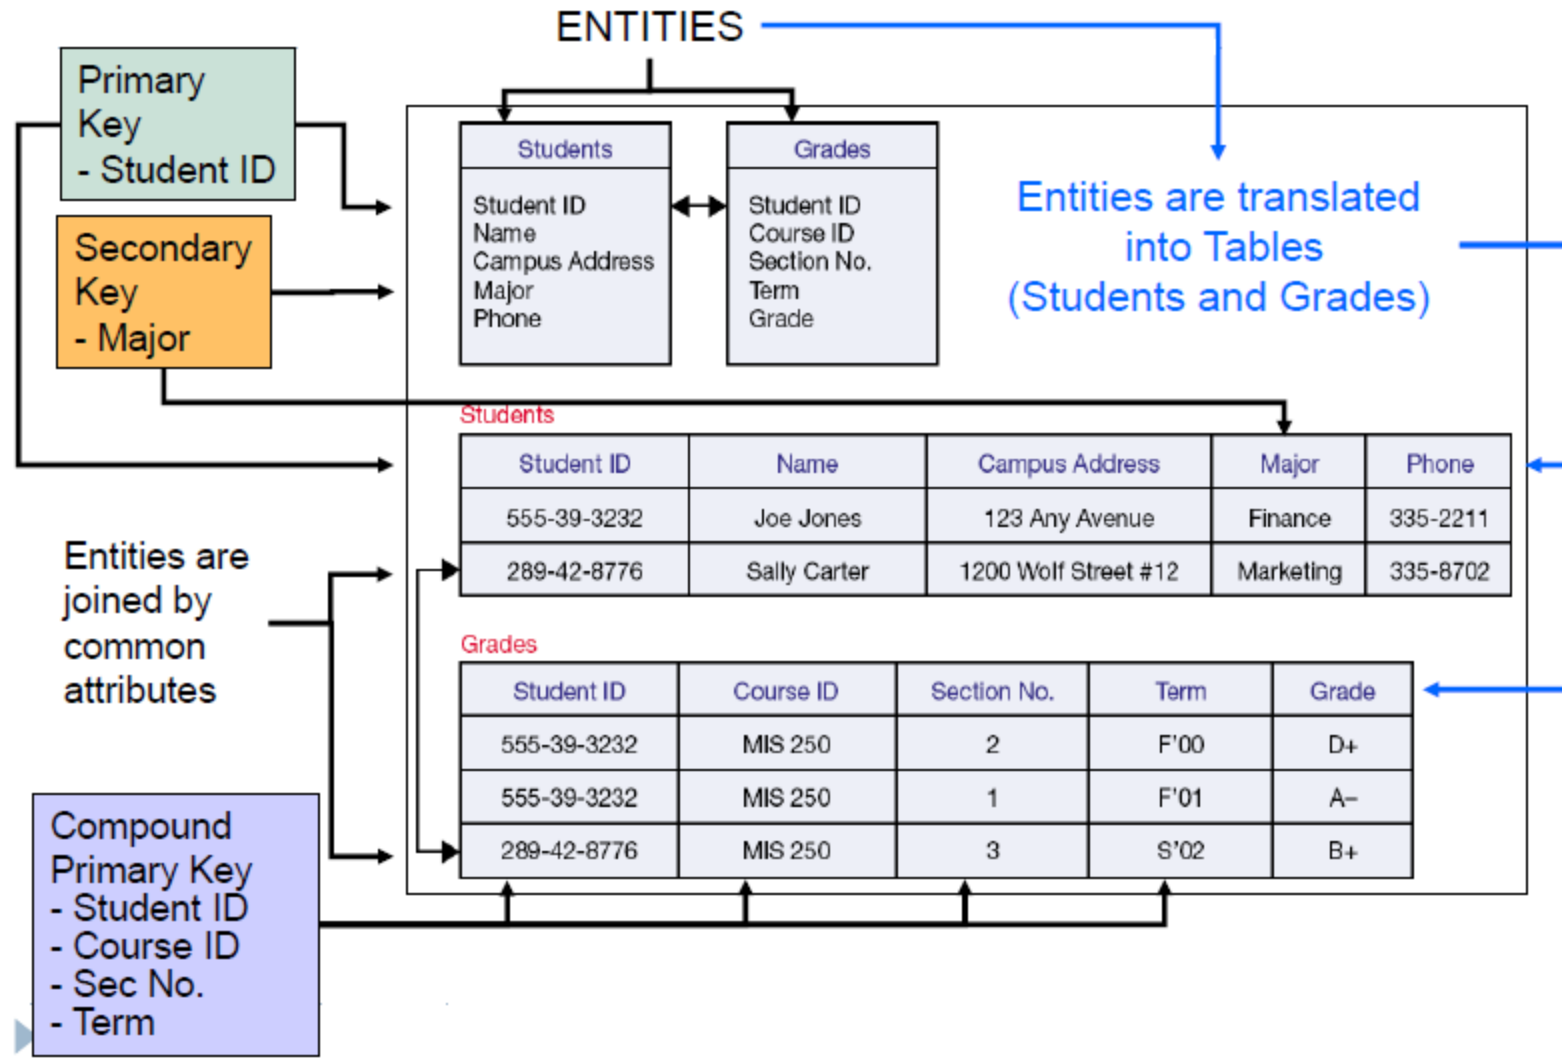 ENTITIES
Primary
Key
- Student ID
Secondary
Key
- Major
Students
Student ID
Name
Campus Address
Major
Phone
Grades
Student ID
Course ID
Section No.
Term
Grade
Entities are translated
into Tables
(Students and Grades)
Students
Student ID Name Campus Address Major Phone
555-39-3232 Joe Jones 123 Any Avenue Finance 335-2211
289-42-8776 Sally Carter 1200 Wolf Street #12 Marketing 335-8702
Entities are
joined by
common
attributes
Grades
Student ID Course ID Section No. Term Grade
555-39-3232 MIS 250 2 F'00 D+
555-39-3232 MIS 250 1 F'01 A–
289-42-8776 MIS 250 3 S'02 B+
Compound
Primary Key
- Student ID
- Course ID
- Sec No.
- Term